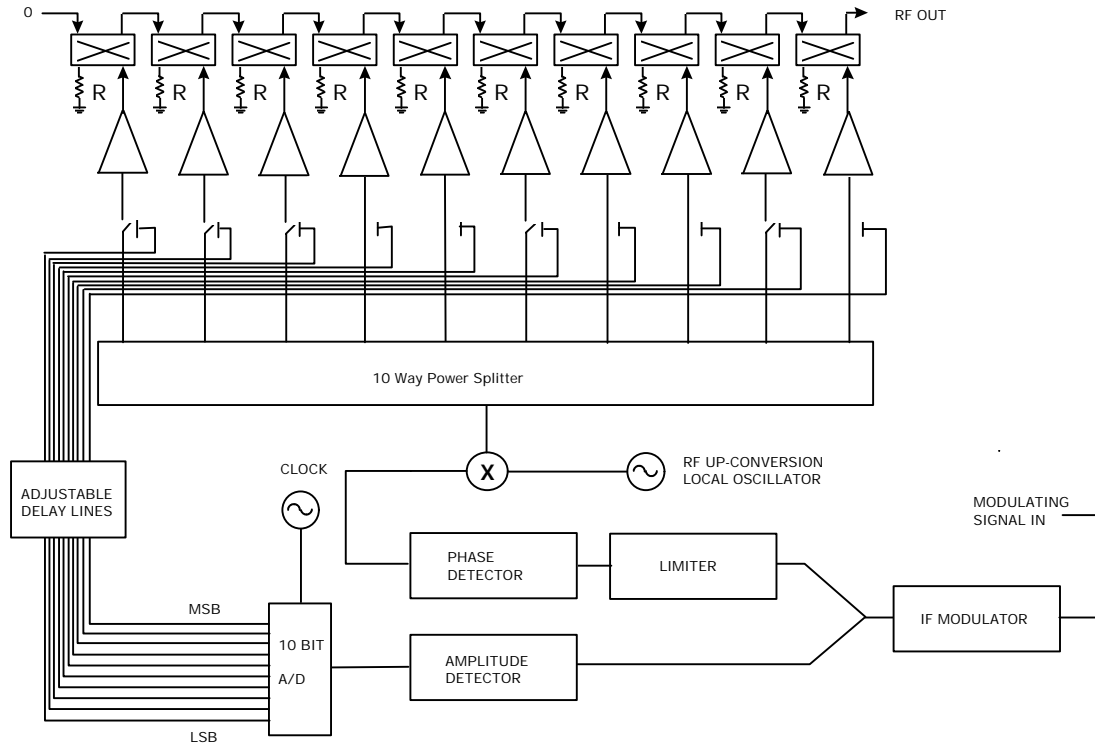 0
RF OUT
R R R R R R R R R R
10 Way Power Splitter
X
RF UP-CONVERSION
LOCAL OSCILLATOR
CLOCK
ADJUSTABLE
DELAY LINES
MODULATING
SIGNAL IN
PHASE
DETECTOR
LIMITER
IF MODULATOR
MSB
10 BIT
A/D
AMPLITUDE
DETECTOR
LSB